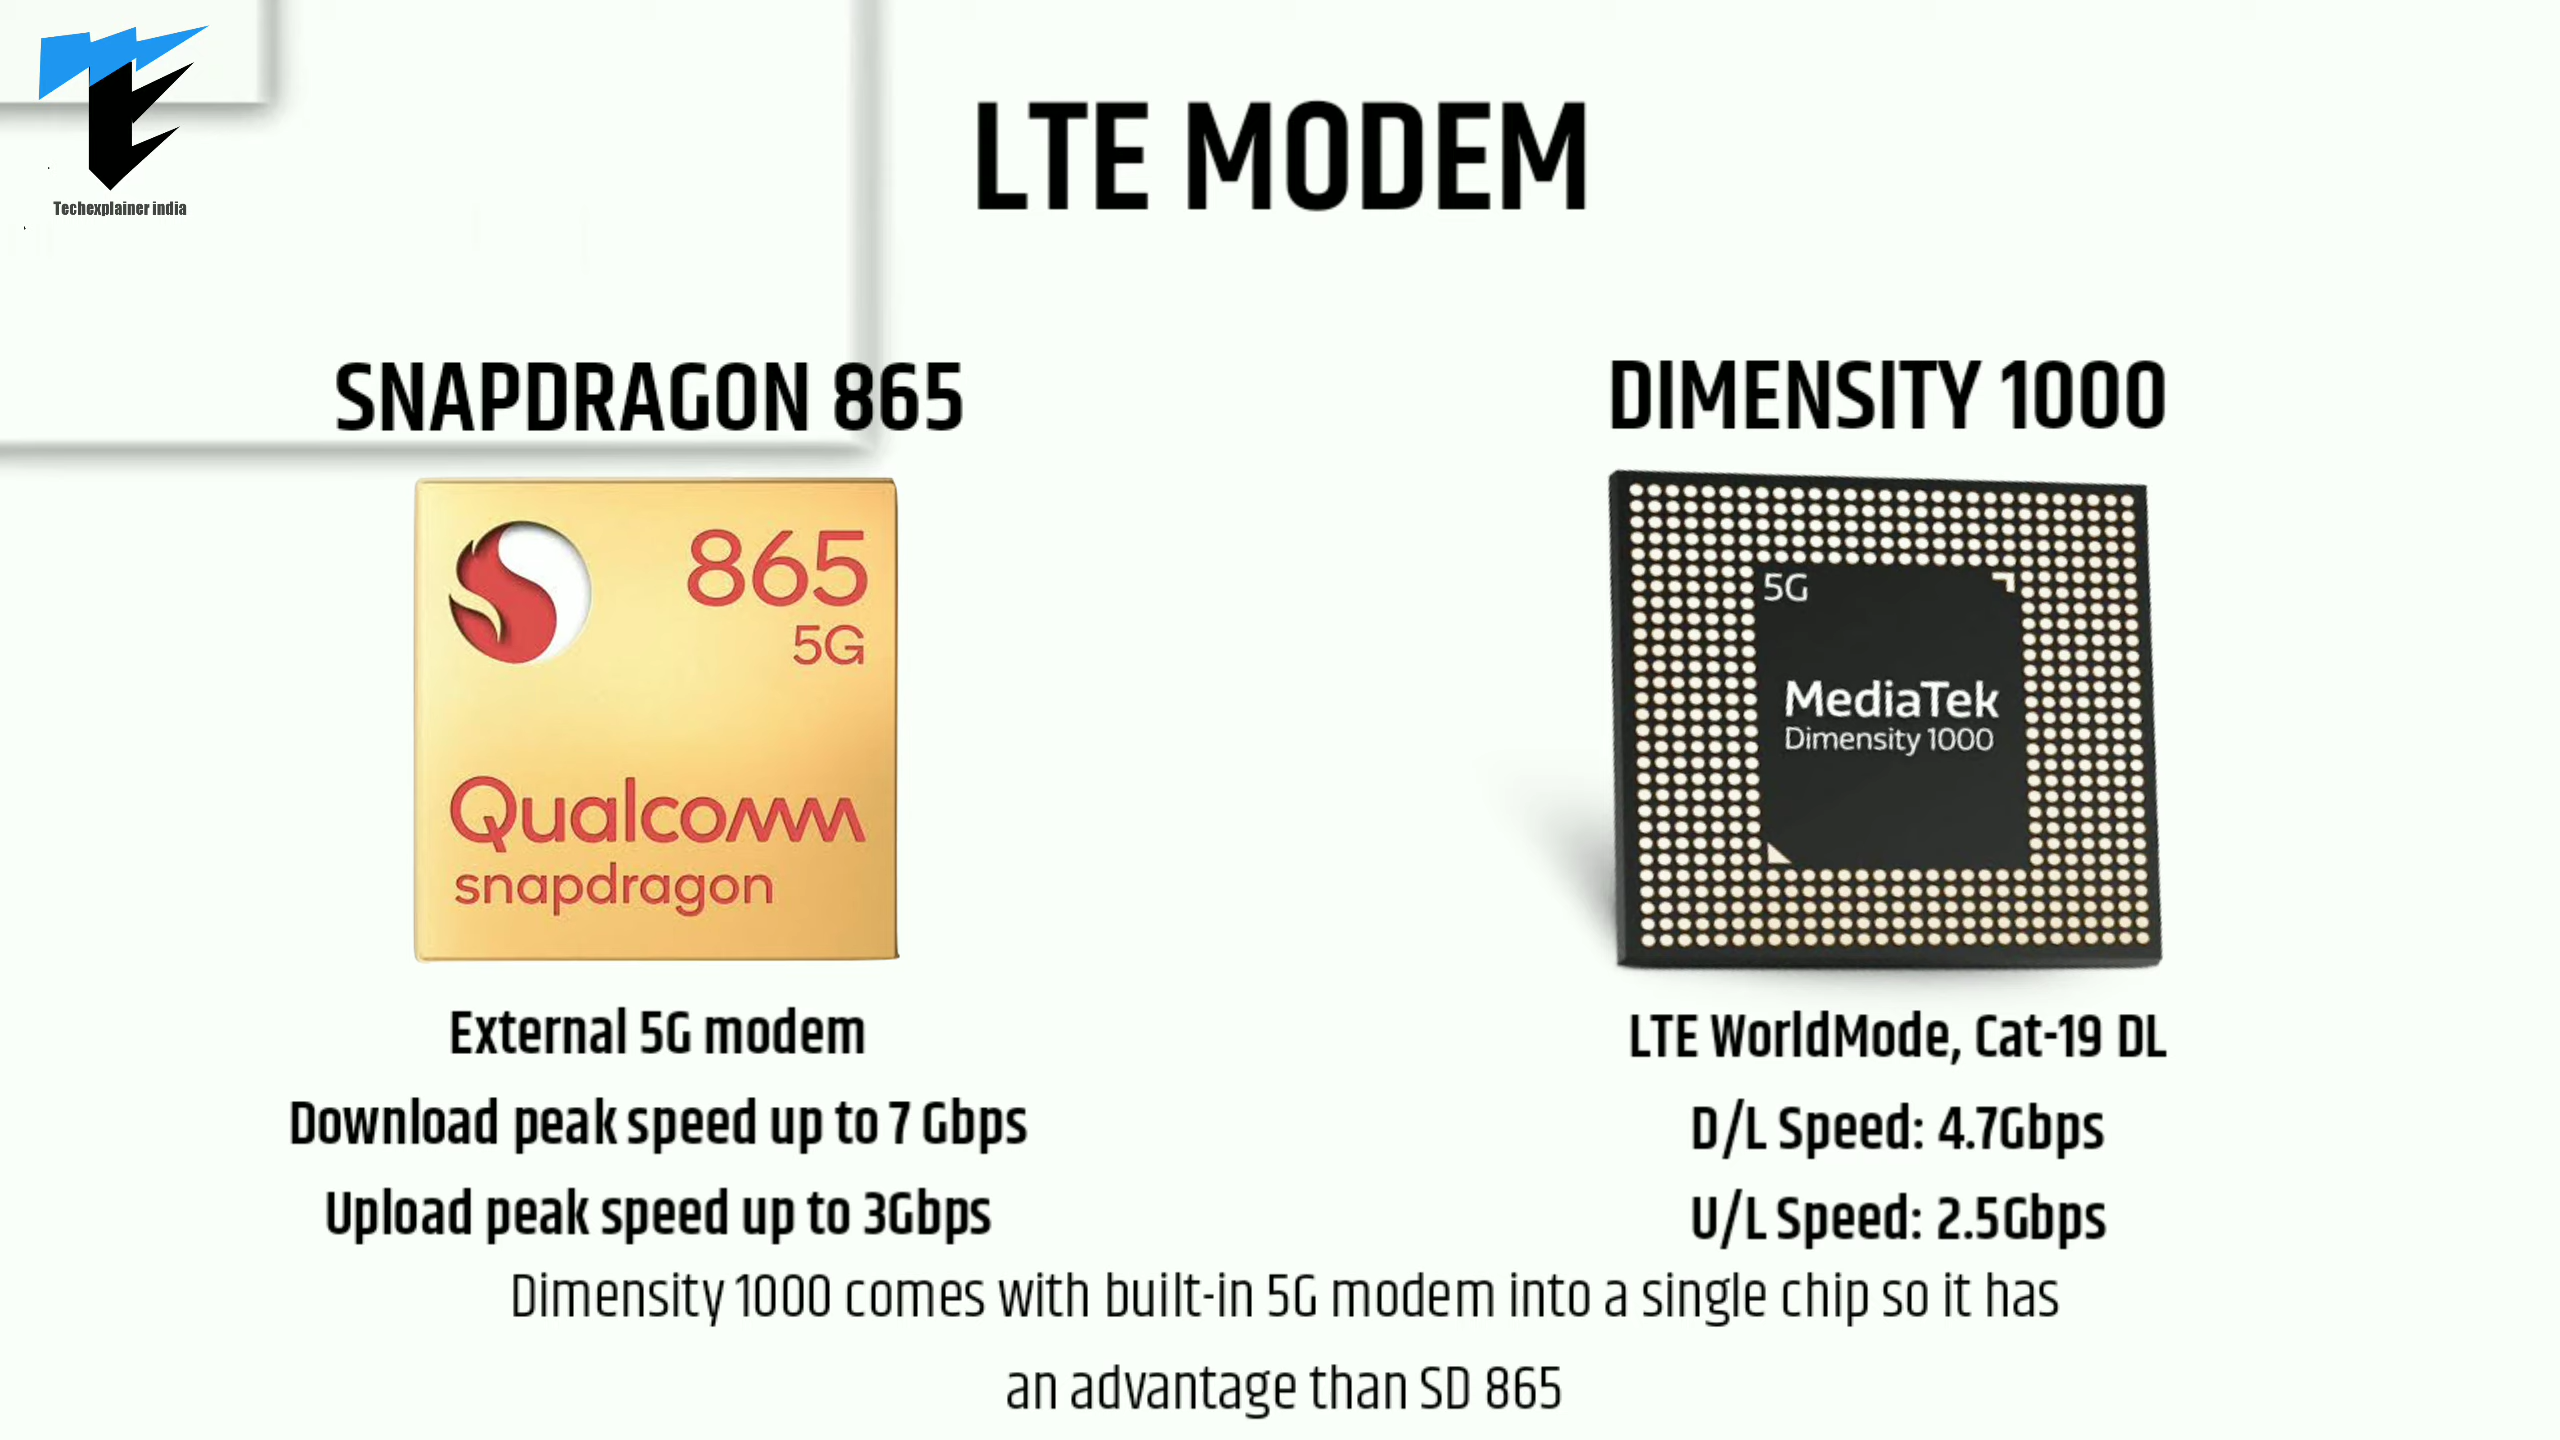 Techexplainer india
LTE MODEM
SNAPDRAGON 865
865
5G
Qualcomm
snapdragon
External 5G modem
Download peak speed up to 7 Gbps
Upload peak speed up to 3Gbps
DIMENSITY 1000
5G
MediaTek
Dimensity 1000
LTE WorldMode, Cat-19 DL
D/L Speed: 4.7Gbps
U/L Speed: 2.5Gbps
Dimensity 1000 comes with built-in 5G modem into a single chip so it has
an advantage than SD 865